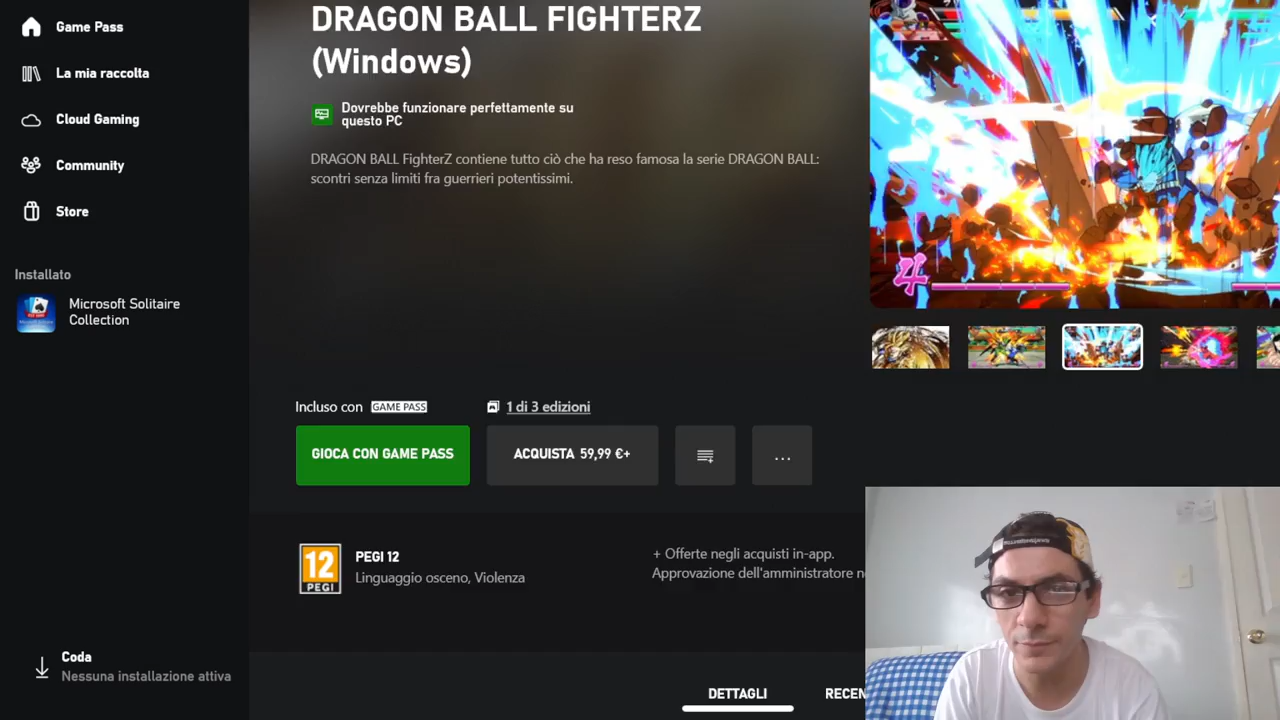 Game Pass
La mia raccolta
Cloud Gaming
Community
Store
Installato
Microsoft Solitaire
Collection
Coda
Nessuna installazione attiva
DRAGON BALL FIGHTERZ
(Windows)
Dovrebbe funzionare perfettamente su
questo PC
DRAGON BALL FighterZ contiene tutto ciò che ha reso famosa la serie DRAGON BALL:
scontri senza limiti fra guerrieri potentissimi.
Incluso con GAME PASS
1 di 3 edizioni
GIOCA CON GAME PASS
ACQUISTA 59,99 €+
...
12
PEGI
PEGI 12
Linguaggio osceno, Violenza
+ Offerte negli acquisti in-app.
Approvazione dell'amministratore
DETTAGLI
RECEN